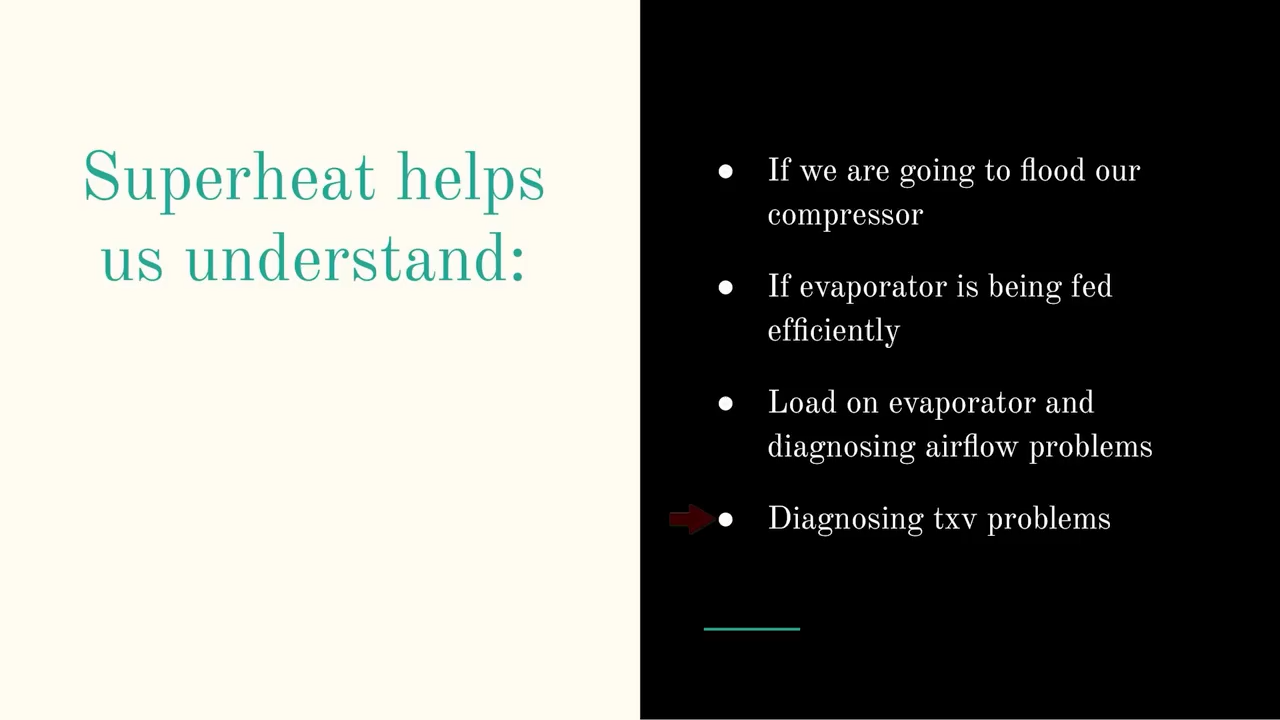 Superheat helps
us understand:
● If we are going to flood our
compressor
● If evaporator is being fed
efficiently
● Load on evaporator and
diagnosing airflow problems
● Diagnosing txv problems